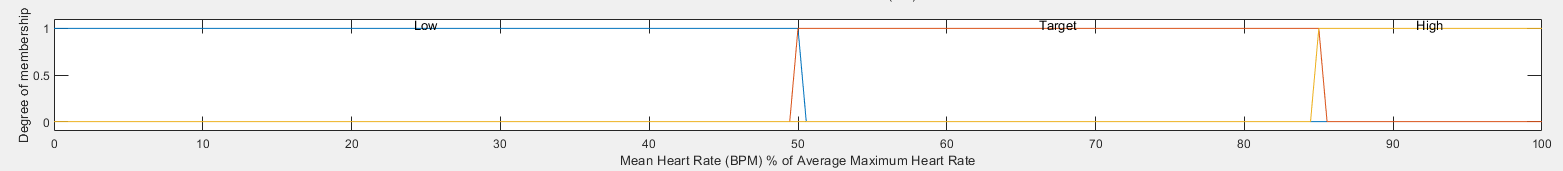 Low
Target
High
Degree of membership
1
0.5
0
0 10 20 30 40 50 60 70 80 90 100
Mean Heart Rate (BPM) % of Average Maximum Heart Rate